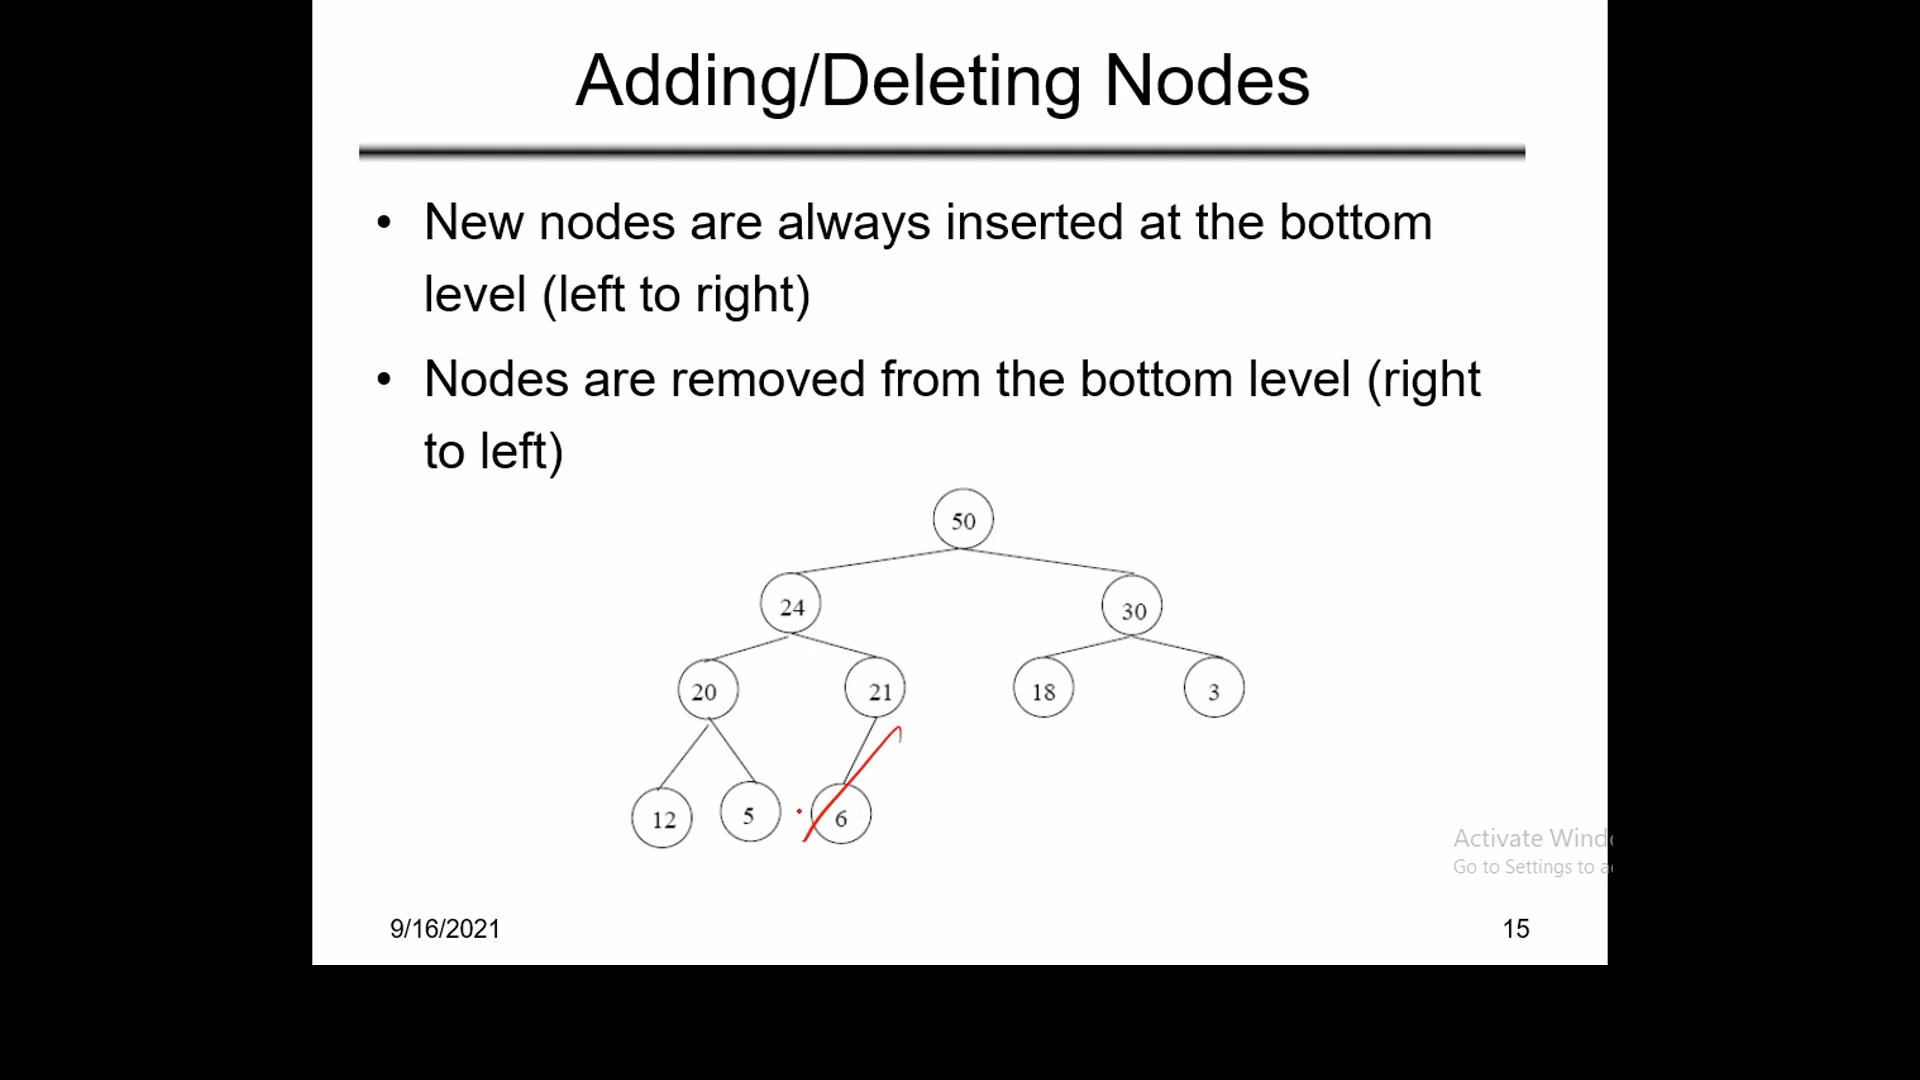 Adding/Deleting Nodes
• New nodes are always inserted at the bottom
level (left to right)
• Nodes are removed from the bottom level (right
to left)
50
24 30
20 21 18 3
12 5 6
Activate Wind
Go to Settings to a
9/16/2021 15